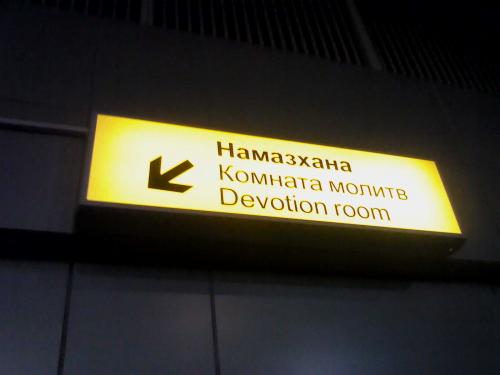 Намазхана
Комната молитв
Devotion room